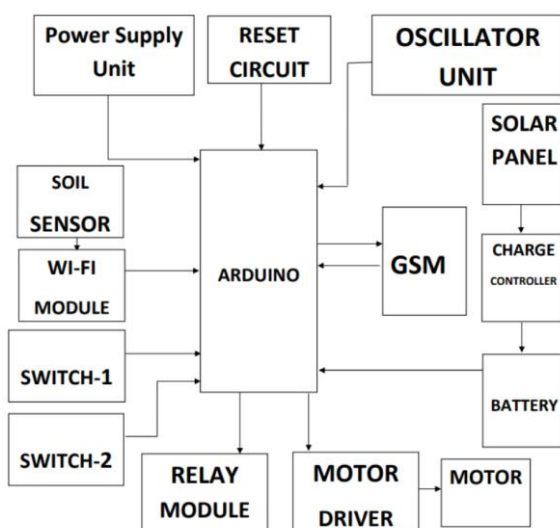 Power Supply
Unit
RESET
CIRCUIT
OSCILLATOR
UNIT
SOLAR
PANEL
SOIL
SENSOR
WI-FI
MODULE
ARDUINO
GSM
CHARGE
CONTROLLER
SWITCH-1
SWITCH-2
BATTERY
RELAY
MODULE
MOTOR
DRIVER
MOTOR